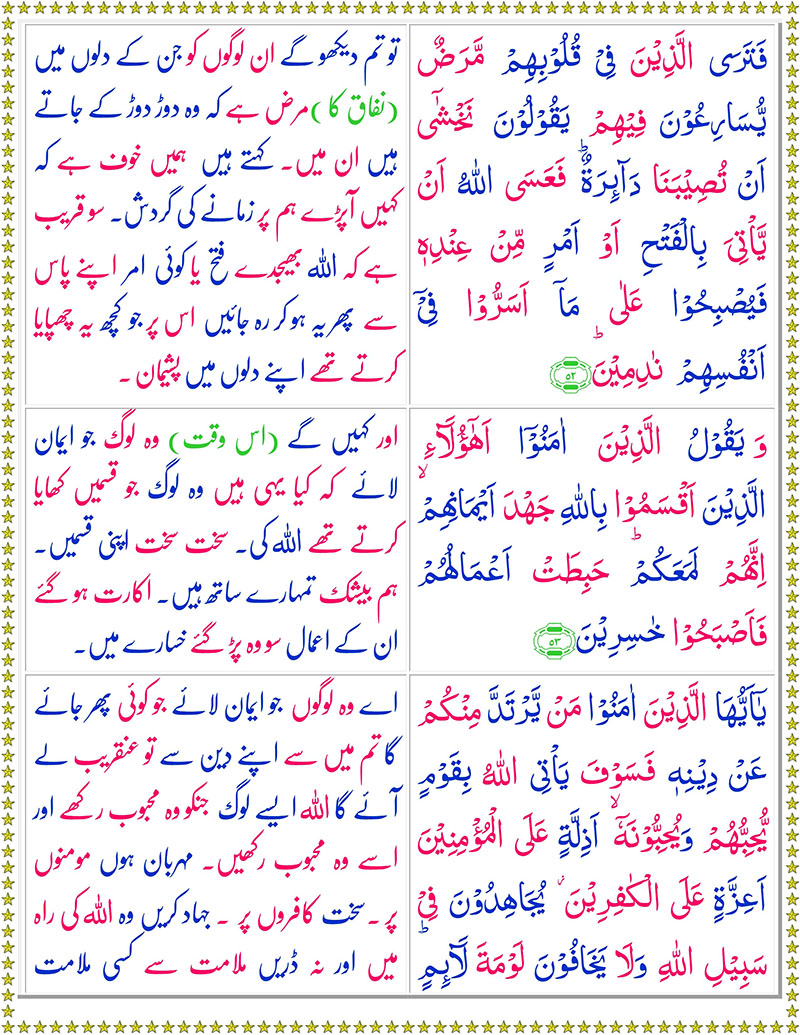 فَتَرَی الَّذِیْنَ فِیْ قُلُوْبِهِمْ مَّرَضٌ
یُّسَارِعُوْنَ فِیْهِمْ یَقُوْلُوْنَ نَخْشٰۤی
اَنْ تُصِیْبَنَا دَآىِٕرَةٌ ؕ فَعَسَی اللّٰهُ اَنْ
یَّاْتِیَ بِالْفَتْحِ اَوْ اَمْرٍ مِّنْ عِنْدِهٖ
فَیُصْبِحُوْا عَلٰی مَاۤ اَسَرُّوْا فِیْۤ
اَنْفُسِهِمْ نٰدِمِیْنَ ؕ ۵۲
تو تم دیکھو گے ان لوگوں کو جن کے دلوں میں
(نفاق کا) مرض ہے کہ وہ دوڑ دوڑ کے جاتے
ہیں ان میں۔ کہتے ہیں ہمیں خوف ہے کہ
کہیں آپڑے ہم پر زمانے کی گردش۔ سو قریب
ہے کہ اللہ بھیجدے فتح یا کوئی امر اپنے پاس
سے پھر یہ ہو کر رہ جائیں اس پر جو کچھ یہ چھپایا
کرتے تھے اپنے دلوں میں پشیمان۔
وَ یَقُوْلُ الَّذِیْنَ اٰمَنُوْۤا اَهٰۤؤُلَآءِ
الَّذِیْنَ اَقْسَمُوْا بِاللّٰهِ جَهْدَ اَیْمَانِهِمْ ۙ
اِنَّهُمْ لَمَعَكُمْ ؕ حَبِطَتْ اَعْمَالُهُمْ
فَاَصْبَحُوْا خٰسِرِیْنَ ۵۳
اور کہیں گے (اس وقت) وہ لوگ جو ایمان
لائے کہ کیا یہی ہیں وہ لوگ جو قسمیں کھایا
کرتے تھے اللہ کی۔ سخت سخت اپنی قسمیں۔
ہم بیشک تمہارے ساتھ ہیں۔ اکارت ہو گئے
ان کے اعمال سو وہ پڑ گئے خسارے میں۔
یٰۤاَیُّهَا الَّذِیْنَ اٰمَنُوْا مَنْ یَّرْتَدَّ مِنْكُمْ
عَنْ دِیْنِهٖ فَسَوْفَ یَاْتِی اللّٰهُ بِقَوْمٍ
یُّحِبُّهُمْ وَیُحِبُّوْنَهٗۤ ۙ اَذِلَّةٍ عَلَی الْمُؤْمِنِیْنَ
اَعِزَّةٍ عَلَی الْكٰفِرِیْنَ ؗ یُجَاهِدُوْنَ فِیْ
سَبِیْلِ اللّٰهِ وَلَا یَخَافُوْنَ لَوْمَةَ لَآىِٕمٍ ؕ
اے وہ لوگوں جو ایمان لائے جو کوئی پھر جائے
گا تم میں سے اپنے دین سے تو عنقریب لے
آئے گا اللہ ایسے لوگ جنکو وہ محبوب رکھے اور
اسے وہ محبوب رکھیں۔ مہربان ہوں مومنوں
پر۔ سخت کافروں پر۔ جہاد کریں وہ اللہ کی راہ
میں اور نہ ڈریں ملامت سے کسی ملامت